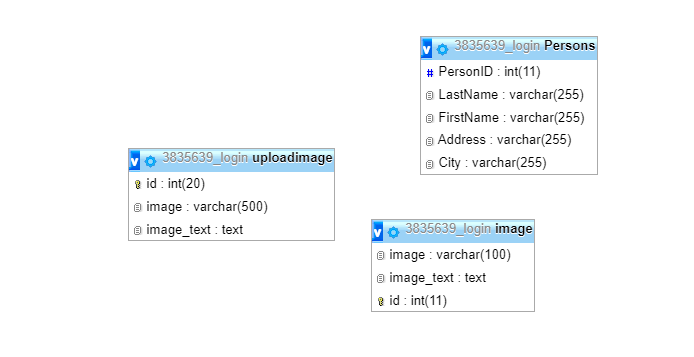 3835639_login Persons
# PersonID : int(11)
LastName : varchar(255)
FirstName : varchar(255)
Address : varchar(255)
City : varchar(255)
v 3835639_login uploadimage
id : int(20)
image : varchar(500)
image_text : text
v 3835639_login image
image : varchar(100)
image_text : text
id : int(11)